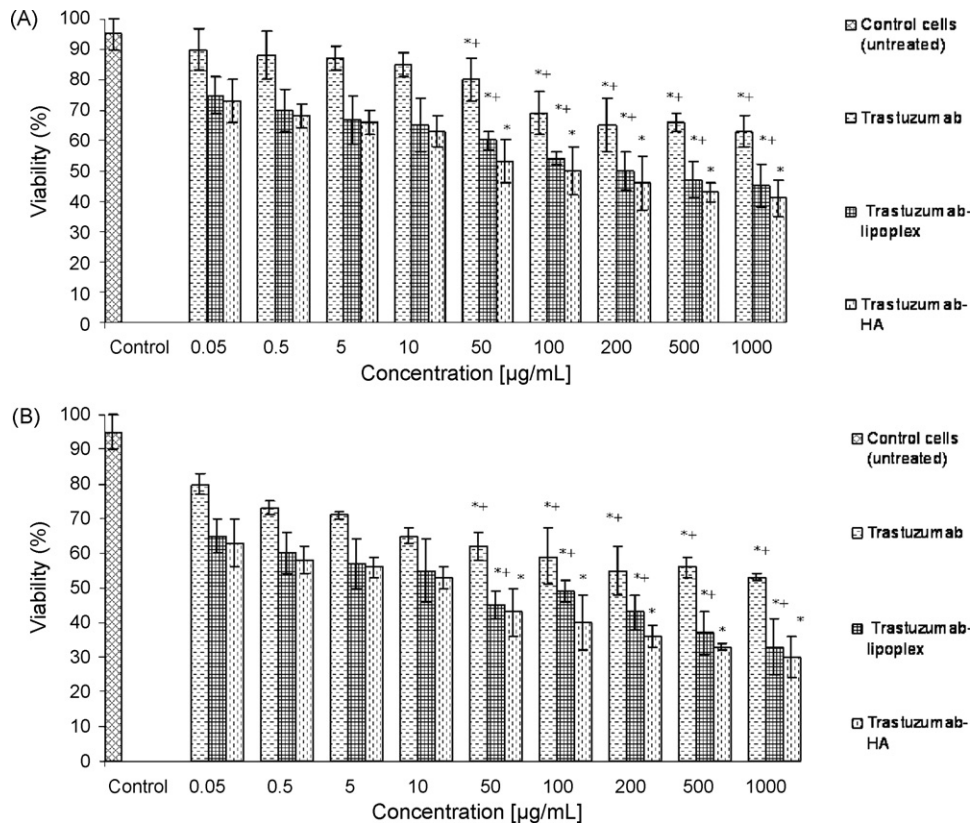 (A)
100
90
80
70
60
50
40
30
20
10
0
Viability (%)
*+
*+
*
*+
*+
*
*+
*+
*
*+
*+
*
*+
*+
*
Control 0.05 0.5 5 10 50 100 200 500 1000
Concentration [µg/mL]
Control cells
(untreated)
Trastuzumab
Trastuzumab-
lipoplex
Trastuzumab-
HA
(B)
100
90
80
70
60
50
40
30
20
10
0
Viability (%)
*+
*+
*
*+
*+
*
*+
*+
*
*+
*+
*
*+
*+
*
Control 0.05 0.5 5 10 50 100 200 500 1000
Concentration [µg/mL]
Control cells
(untreated)
Trastuzumab
Trastuzumab-
lipoplex
Trastuzumab-
HA